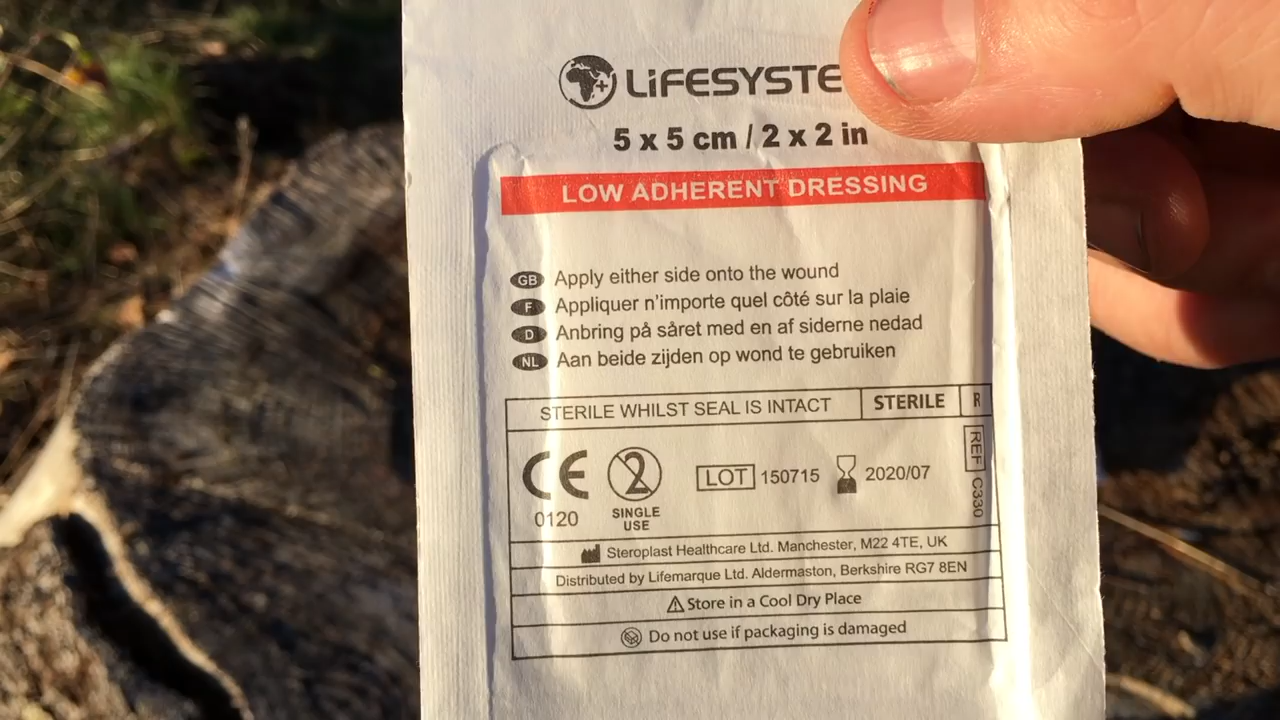 LiFESYSTE
5 x 5 cm / 2 x 2 in
LOW ADHERENT DRESSING
GB Apply either side onto the wound
F Appliquer n'importe quel côté sur la plaie
D Anbring på såret med en af siderne nedad
NL Aan beide zijden op wond te gebruiken
STERILE WHILST SEAL IS INTACT STERILE R
CE 2 LOT 150715 2020/07 REF C330
0120 SINGLE
USE
Steroplast Healthcare Ltd. Manchester, M22 4TE, UK
Distributed by Lifemarque Ltd. Aldermaston, Berkshire RG7 8EN
Store in a Cool Dry Place
Do not use if packaging is damaged